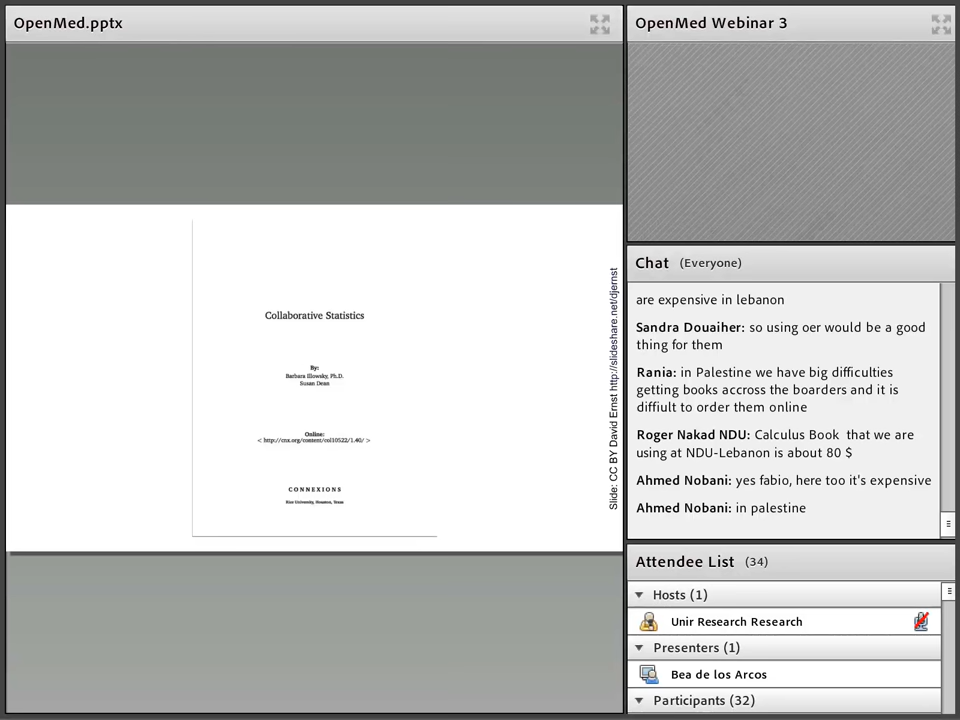 OpenMed.pptx
Collaborative Statistics
By:
Barbara Illowsky, Ph.D.
Susan Dean
Online:
< http://cnx.org/content/col10522/1.40/ >
CONNEXIONS
Rice University, Houston, Texas
Slide: CC BY David Ernst http://slideshare.net/djernst
OpenMed Webinar 3
Chat (Everyone)
are expensive in lebanon
Sandra Douaiher: so using oer would be a good
thing for them
Rania: in Palestine we have big difficulties
getting books accross the boarders and it is
diffiult to order them online
Roger Nakad NDU: Calculus Book that we are
using at NDU-Lebanon is about 80 $
Ahmed Nobani: yes fabio, here too it's expensive
Ahmed Nobani: in palestine
Attendee List (34)
Hosts (1)
Unir Research Research
Presenters (1)
Bea de los Arcos
Participants (32)